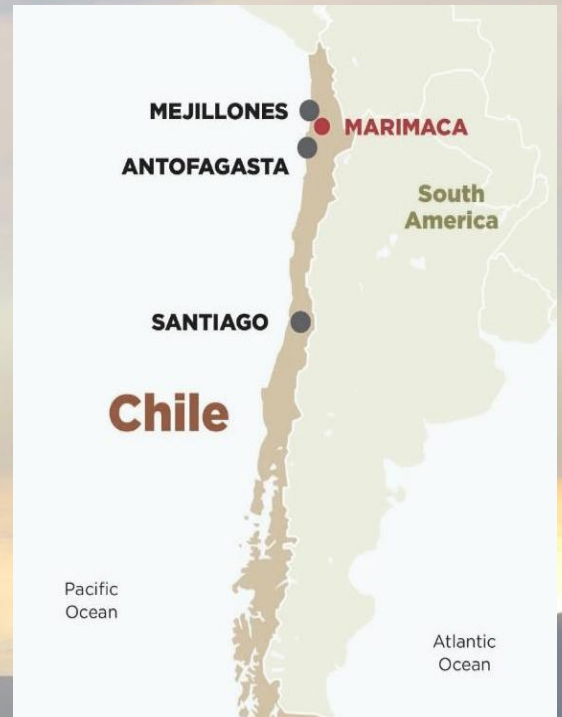 MEJILLONES
MARIMACA
ANTOFAGASTA
South
America
SANTIAGO
Chile
Pacific
Ocean
Atlantic
Ocean